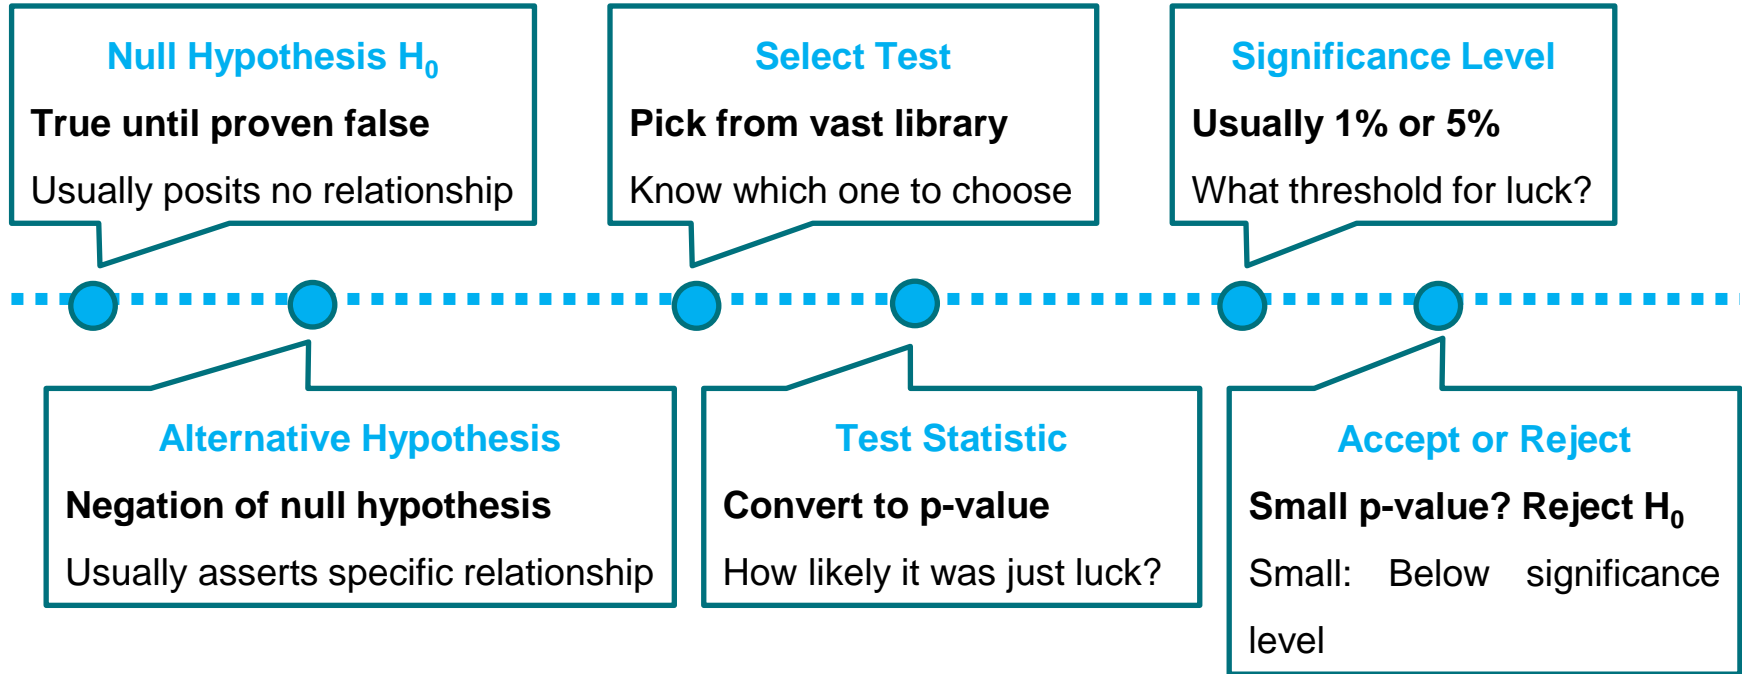 Null Hypothesis H₀
True until proven false
Usually posits no relationship
Select Test
Pick from vast library
Know which one to choose
Significance Level
Usually 1% or 5%
What threshold for luck?
Alternative Hypothesis
Negation of null hypothesis
Usually asserts specific relationship
Test Statistic
Convert to p-value
How likely it was just luck?
Accept or Reject
Small p-value? Reject H₀
Small: Below significance
level